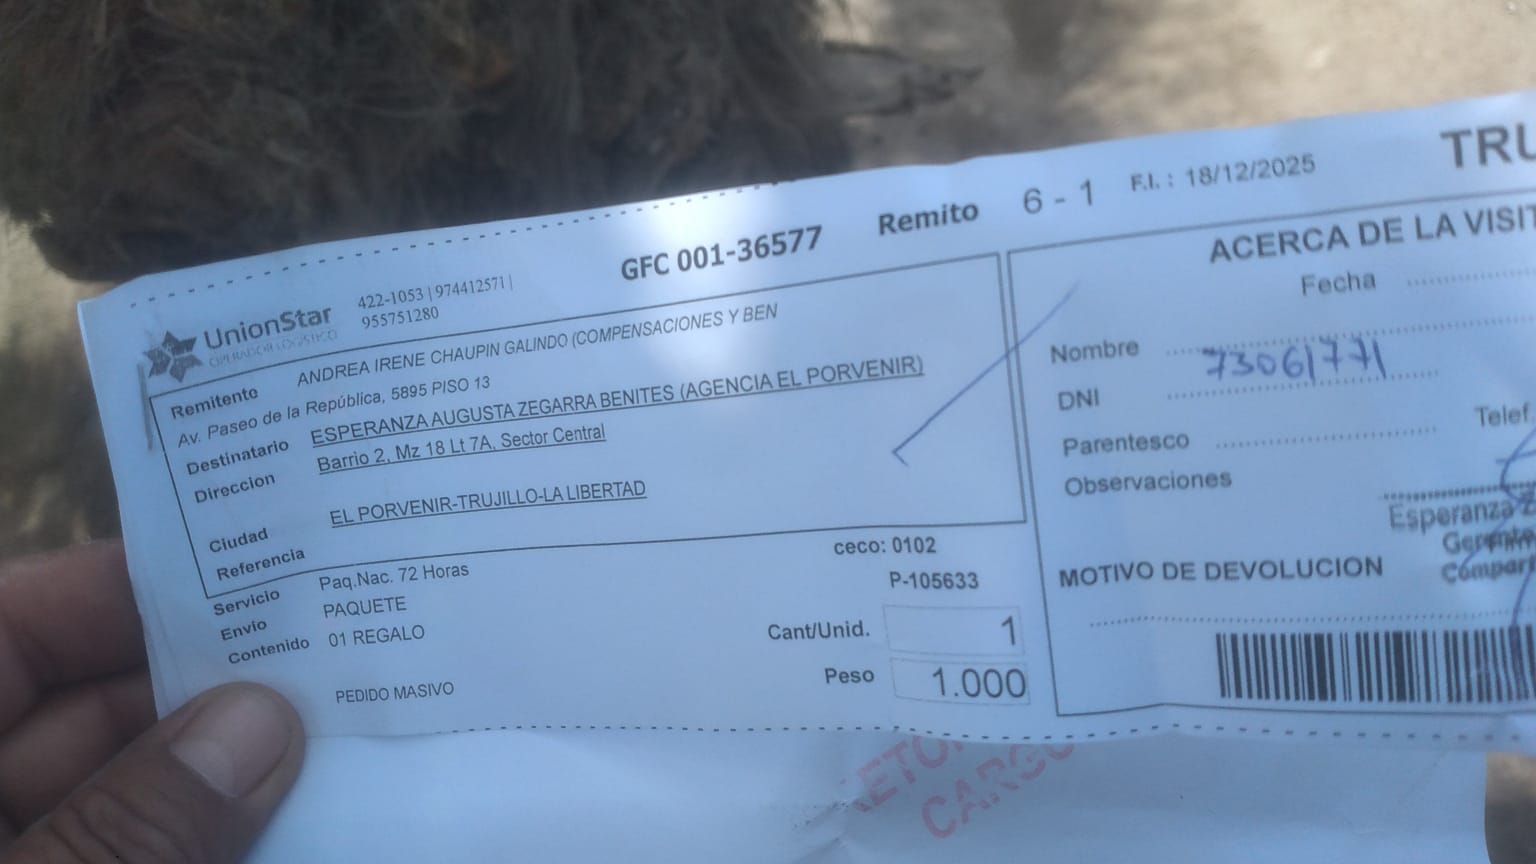 TRU
GFC 001-36577 Remito 6 - 1 F.I. : 18/12/2025
UnionStar
OPERADOR LOGISTICO
422-1053 | 974412571 |
955751280
Remitente ANDREA IRENE CHAUPIN GALINDO (COMPENSACIONES Y BEN
Av. Paseo de la República, 5895 PISO 13
Destinatario ESPERANZA AUGUSTA ZEGARRA BENITES (AGENCIA EL PORVENIR)
Direccion Barrio 2, Mz 18 Lt 7A, Sector Central
Ciudad EL PORVENIR-TRUJILLO-LA LIBERTAD
Referencia
Servicio Paq.Nac. 72 Horas
Envio PAQUETE
Contenido 01 REGALO
PEDIDO MASIVO
ceco: 0102
P-105633
Cant/Unid. 1
Peso 1.000
ACERCA DE LA VISIT
Fecha
Nombre
73061771
DNI
Parentesco Telef.
Observaciones
Esperanza Z
Gerente
Compart
MOTIVO DE DEVOLUCION
CARGO